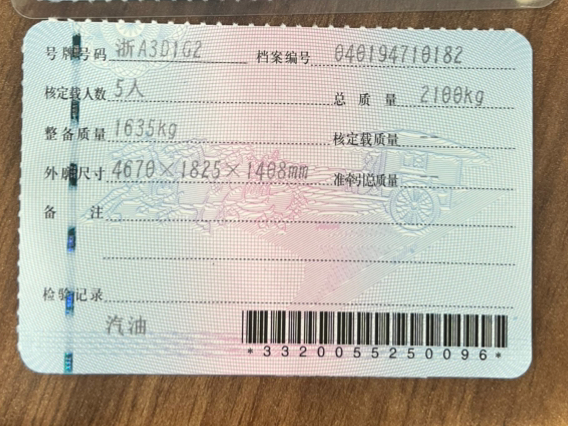 号牌号码 浙A3D1G2 档案编号 040194710182
核定载人数 5人 总质量 2100kg
整备质量 1635kg 核定载质量 --
外廓尺寸 4670×1825×1408mm 准牵引总质量 --
备注
检验记录
汽油
*3320055250096*